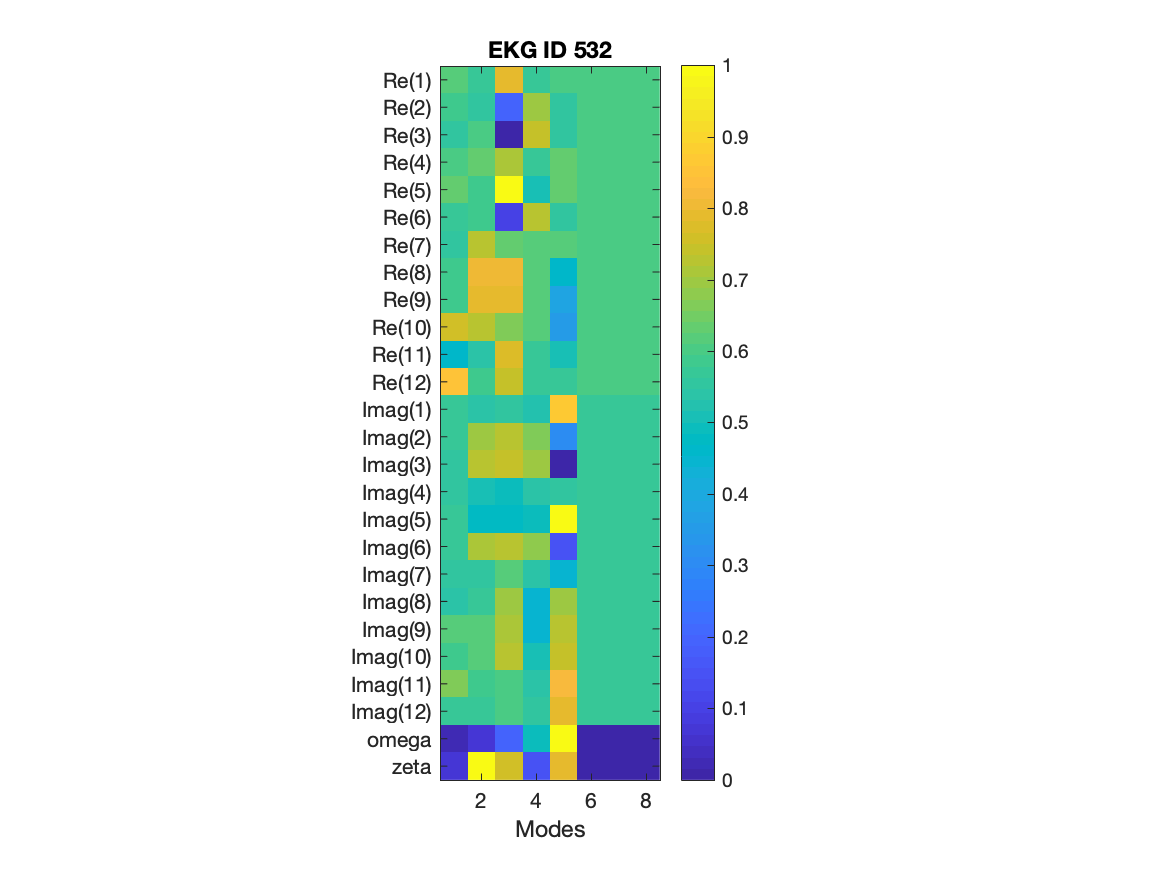 EKG ID 532
Re(1)
Re(2)
Re(3)
Re(4)
Re(5)
Re(6)
Re(7)
Re(8)
Re(9)
Re(10)
Re(11)
Re(12)
Imag(1)
Imag(2)
Imag(3)
Imag(4)
Imag(5)
Imag(6)
Imag(7)
Imag(8)
Imag(9)
Imag(10)
Imag(11)
Imag(12)
omega
zeta
2 4 6 8
Modes
1
0.9
0.8
0.7
0.6
0.5
0.4
0.3
0.2
0.1
0